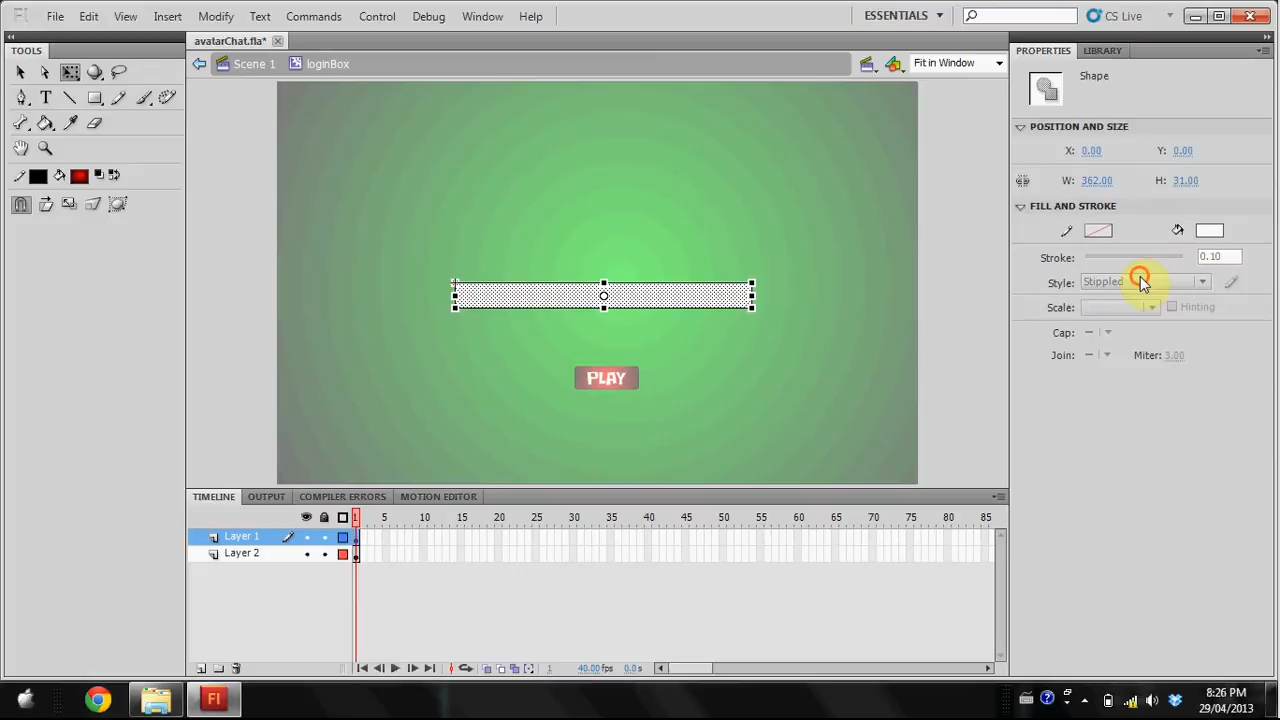 Fl File Edit View Insert Modify Text Commands Control Debug Window Help ESSENTIALS CS Live
TOOLS
avatarChat.fla*
Scene 1 loginBox Fit in Window
PROPERTIES LIBRARY
Shape
POSITION AND SIZE
X: 0.00 Y: 0.00
W: 362.00 H: 31.00
FILL AND STROKE
Stroke: 0.10
Style: Stippled
Scale: Hinting
Cap:
Join: Miter: 3.00
T
PLAY
TIMELINE OUTPUT COMPILER ERRORS MOTION EDITOR
1 5 10 15 20 25 30 35 40 45 50 55 60 65 70 75 80 85
Layer 1
Layer 2
1 40.00 fps 0.0 s
Fl
8:26 PM
29/04/2013